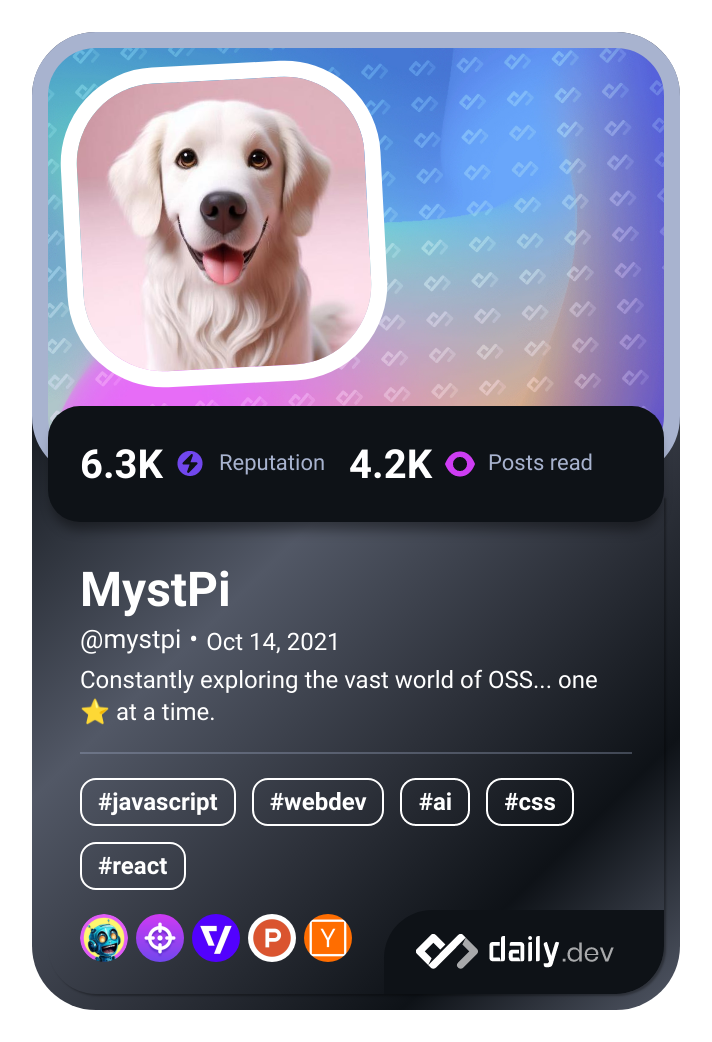 6.3K Reputation 4.2K Posts read
MystPi
@mystpi • Oct 14, 2021
Constantly exploring the vast world of OSS... one
⭐ at a time.
#javascript #webdev #ai #css
#react
P Y daily.dev